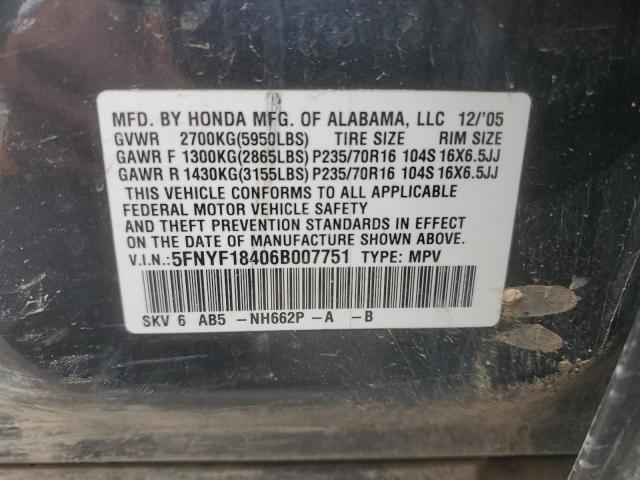 MFD. BY HONDA MFG. OF ALABAMA, LLC 12/'05
GVWR 2700KG(5950LBS) TIRE SIZE RIM SIZE
GAWR F 1300KG(2865LBS) P235/70R16 104S 16X6.5JJ
GAWR R 1430KG(3155LBS) P235/70R16 104S 16X6.5JJ
THIS VEHICLE CONFORMS TO ALL APPLICABLE
FEDERAL MOTOR VEHICLE SAFETY
AND THEFT PREVENTION STANDARDS IN EFFECT
ON THE DATE OF MANUFACTURE SHOWN ABOVE.
V.I.N.:5FNYF18406B007751 TYPE: MPV
SKV 6 AB5 -NH662P -A -B